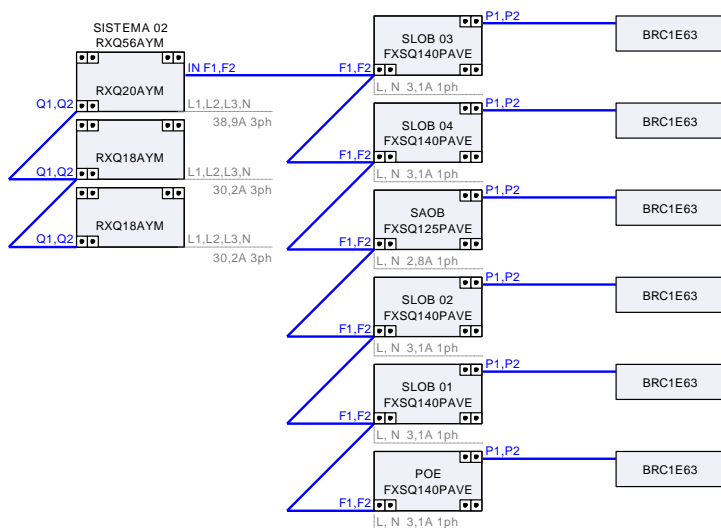 SISTEMA 02
RXQ56AYM
RXQ20AYM
IN F1,F2
Q1,Q2
L1,L2,L3,N
38,9A 3ph
RXQ18AYM
Q1,Q2
L1,L2,L3,N
30,2A 3ph
RXQ18AYM
Q1,Q2
L1,L2,L3,N
30,2A 3ph
SLOB 03
FXSQ140PAVE
P1,P2
BRC1E63
F1,F2
L, N 3,1A 1ph
SLOB 04
FXSQ140PAVE
P1,P2
BRC1E63
F1,F2
L, N 3,1A 1ph
SAOB
FXSQ125PAVE
P1,P2
BRC1E63
F1,F2
L, N 2,8A 1ph
SLOB 02
FXSQ140PAVE
P1,P2
BRC1E63
F1,F2
L, N 3,1A 1ph
SLOB 01
FXSQ140PAVE
P1,P2
BRC1E63
F1,F2
L, N 3,1A 1ph
POE
FXSQ140PAVE
P1,P2
BRC1E63
F1,F2
L, N 3,1A 1ph